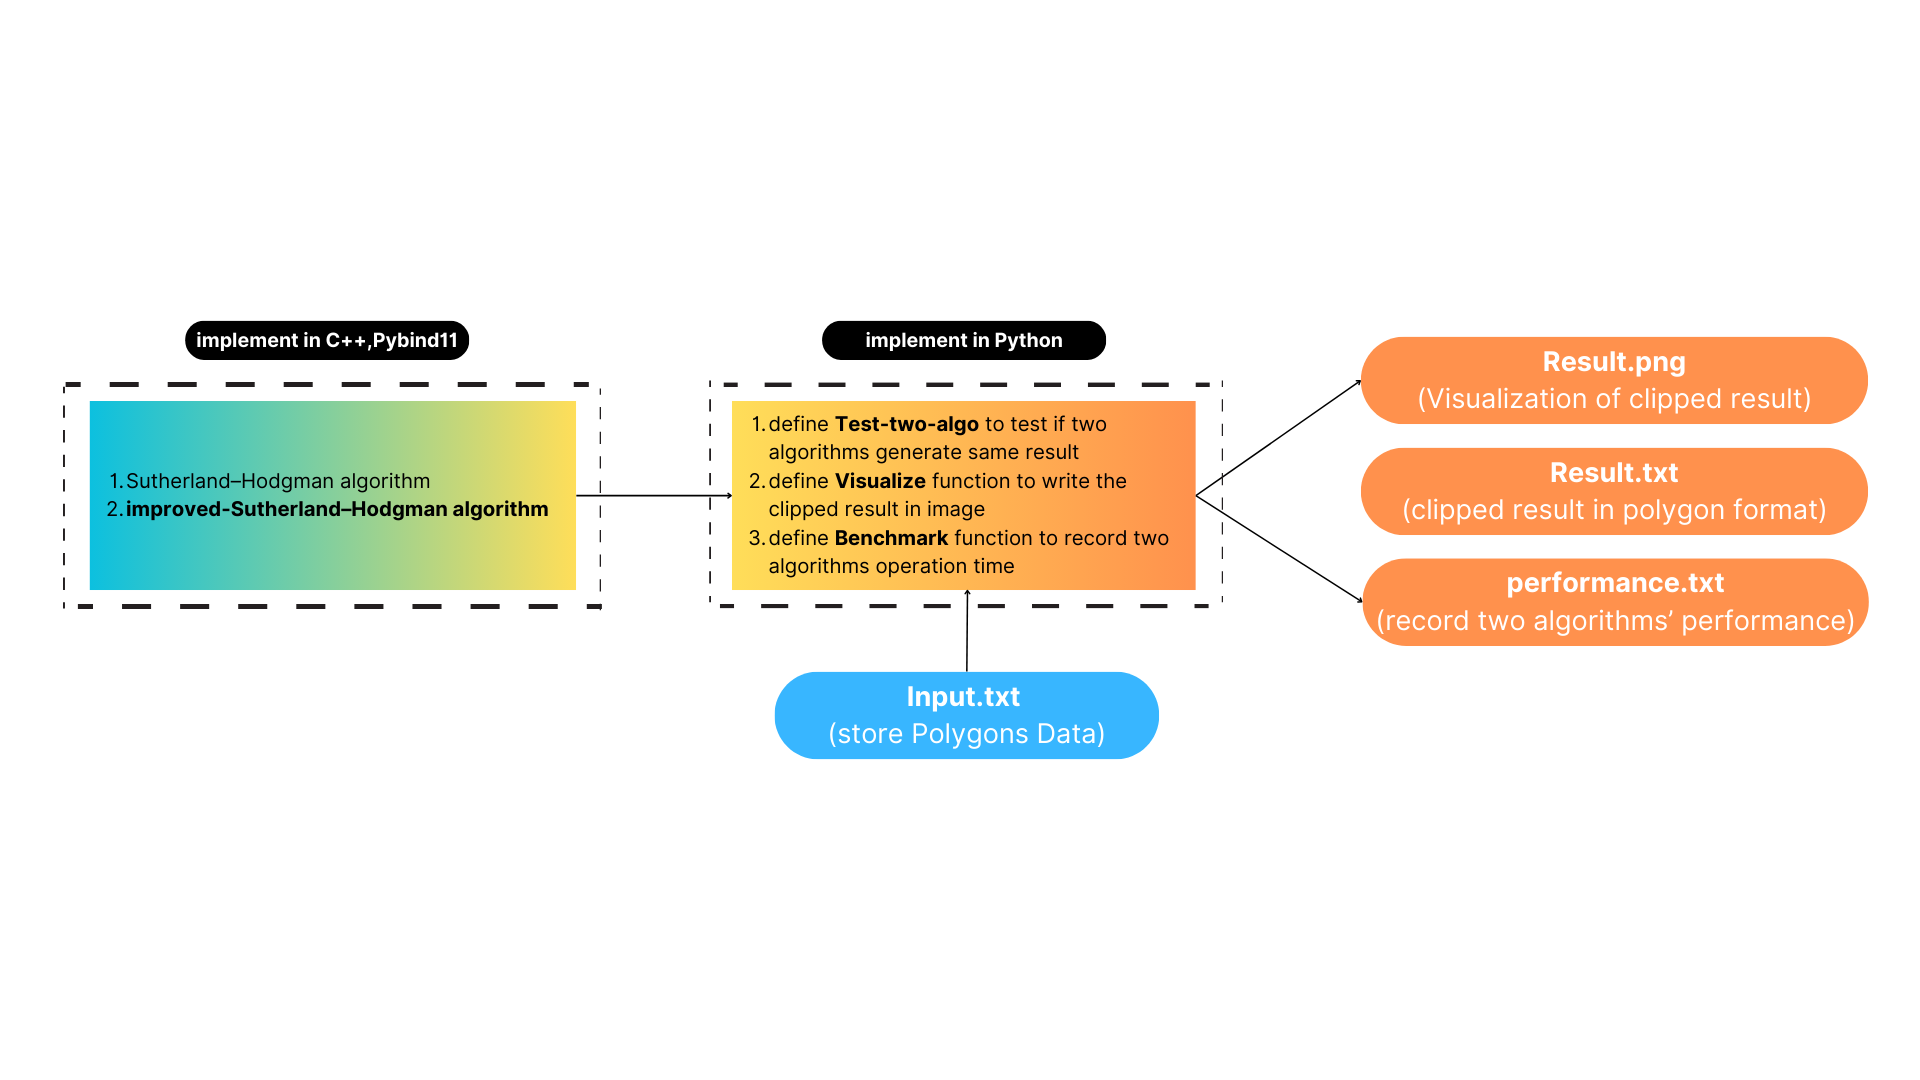 implement in C++,Pybind11
1. Sutherland–Hodgman algorithm
2. improved-Sutherland–Hodgman algorithm
implement in Python
1. define Test-two-algo to test if two
algorithms generate same result
2. define Visualize function to write the
clipped result in image
3. define Benchmark function to record two
algorithms operation time
Input.txt
(store Polygons Data)
Result.png
(Visualization of clipped result)
Result.txt
(clipped result in polygon format)
performance.txt
(record two algorithms’ performance)